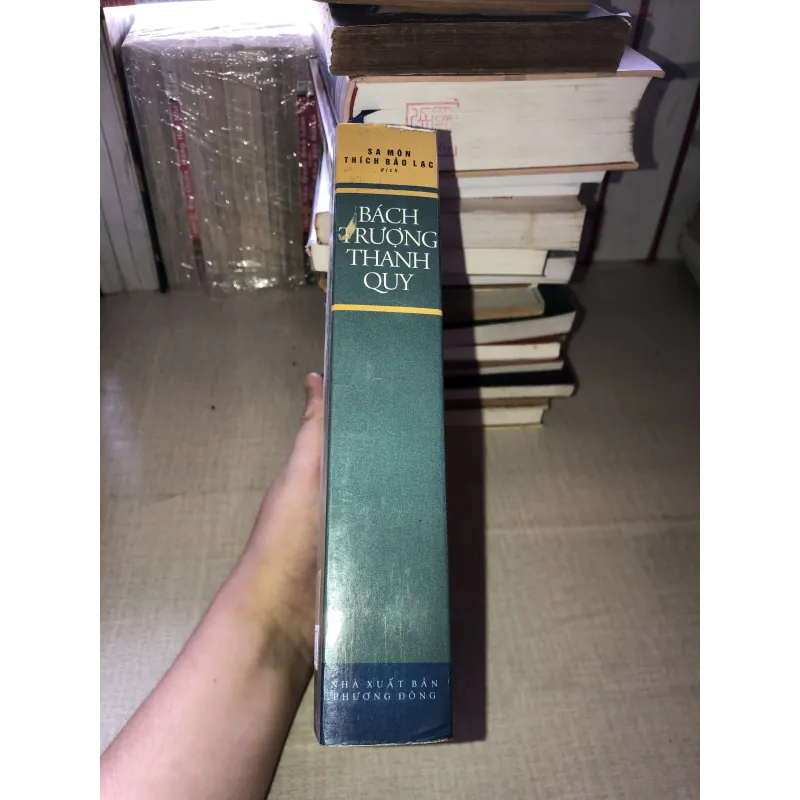 SA MÔN
THÍCH BẢO LẠC
dịch
BÁCH
TRƯỢNG
THANH
QUY
NHÀ XUẤT BẢN
PHƯƠNG ĐÔNG